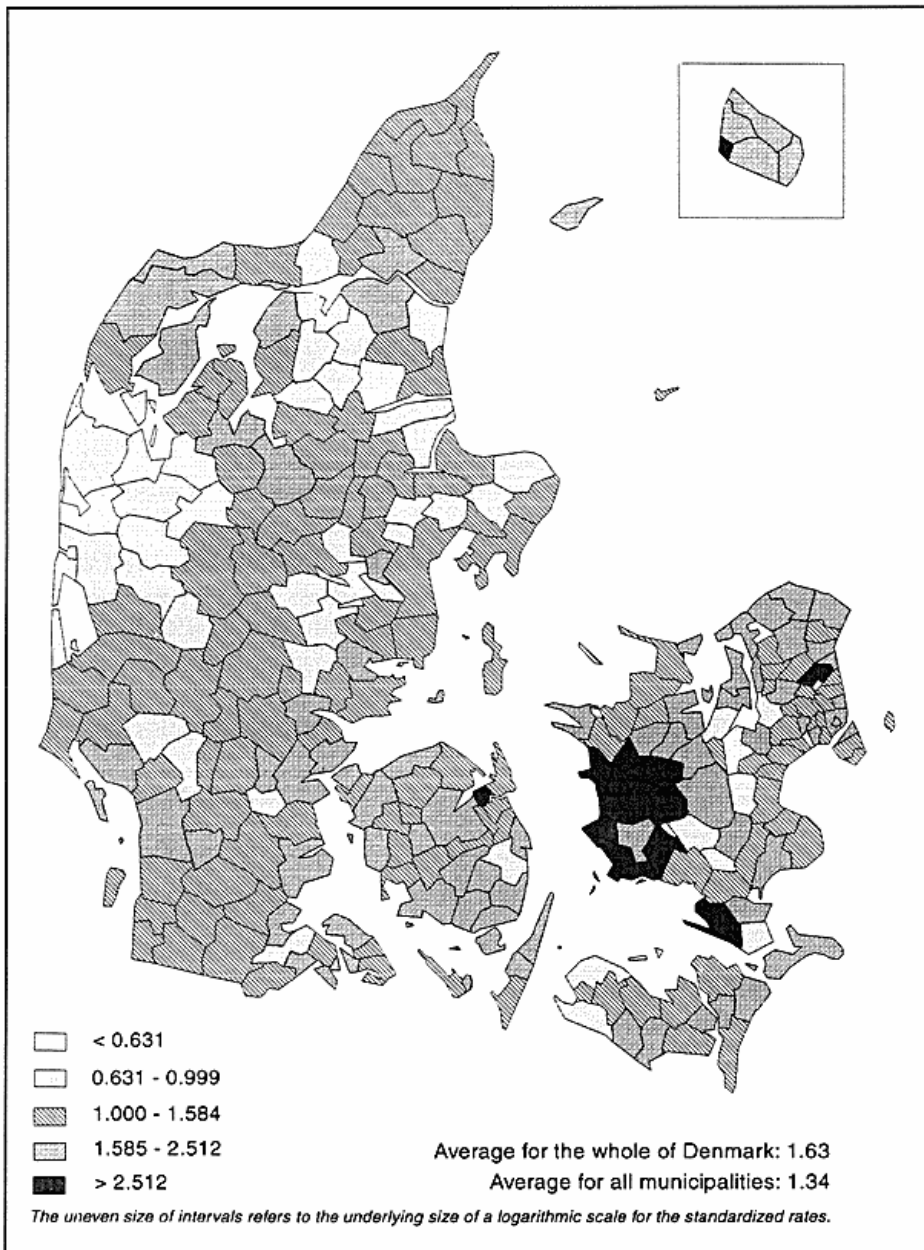 < 0.631
0.631 - 0.999
1.000 - 1.584
1.585 - 2.512
> 2.512
Average for the whole of Denmark: 1.63
Average for all municipalities: 1.34
The uneven size of intervals refers to the underlying size of a logarithmic scale for the standardized rates.